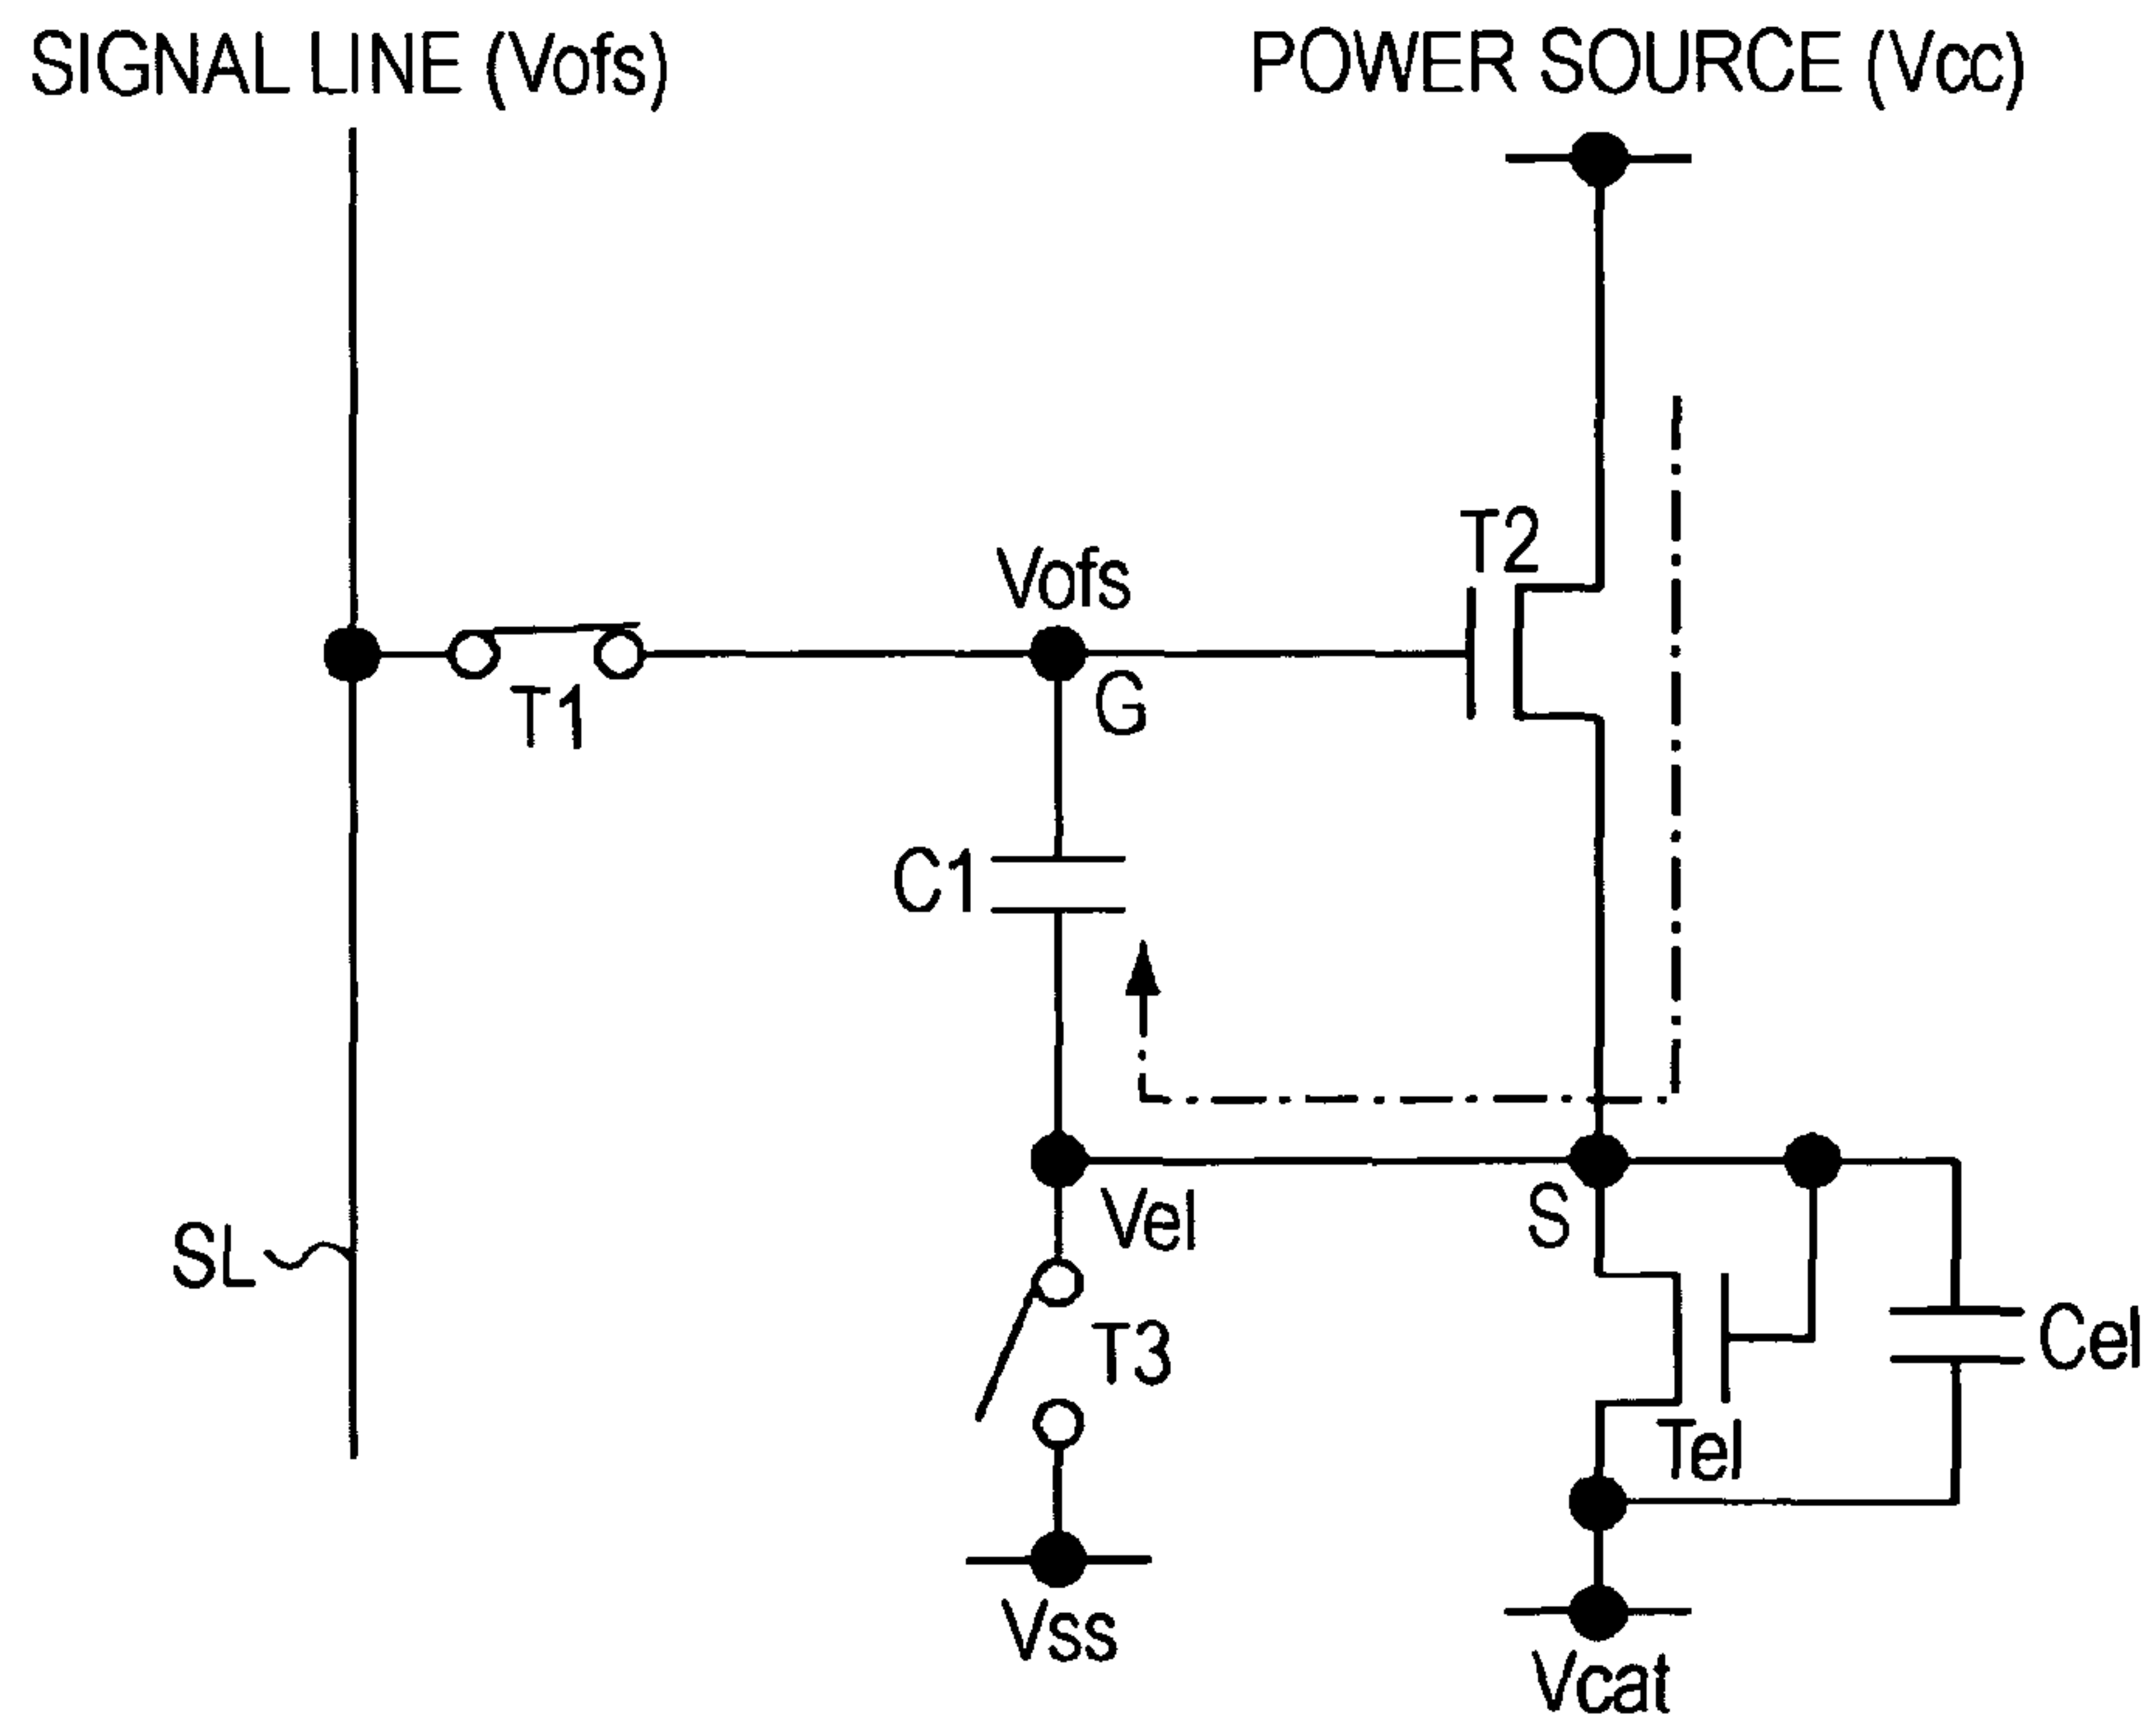 SIGNAL LINE (Vofs)
POWER SOURCE (Vcc)
T2
Vofs
G
T1
C1
Vel
S
SL
T3
Cel
Tel
Vss
Vcat